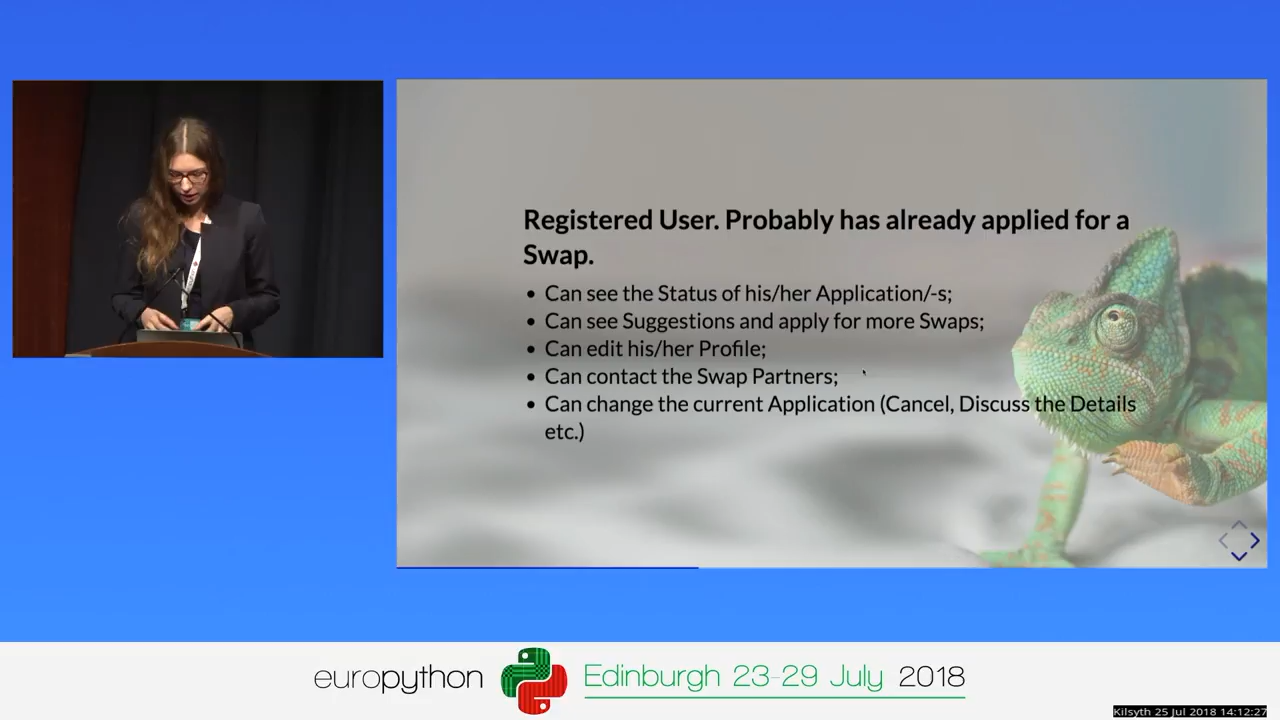 Registered User. Probably has already applied for a
Swap.
• Can see the Status of his/her Application/-s;
• Can see Suggestions and apply for more Swaps;
• Can edit his/her Profile;
• Can contact the Swap Partners;
• Can change the current Application (Cancel, Discuss the Details
etc.)
europython Edinburgh 23-29 July 2018
Kilsyth 25 Jul 2018 14:12:27